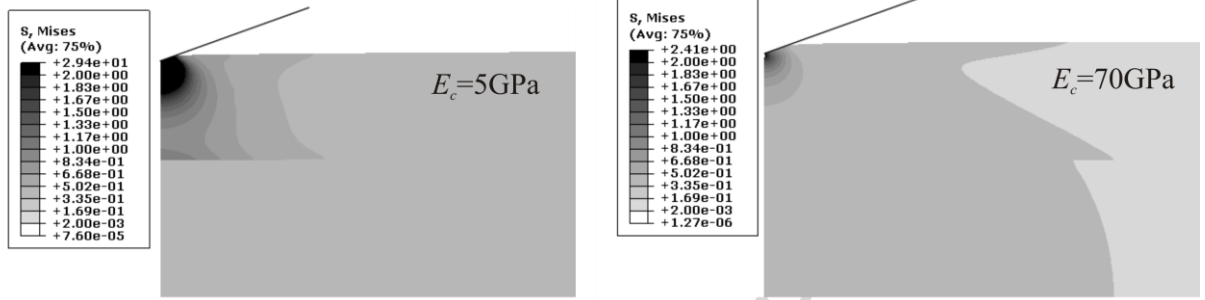 S, Mises
(Avg: 75%)
+2.94e+01
+2.00e+00
+1.83e+00
+1.67e+00
+1.50e+00
+1.33e+00
+1.17e+00
+1.00e+00
+8.34e-01
+6.68e-01
+5.02e-01
+3.35e-01
+1.69e-01
+2.00e-03
+7.60e-05
E_c=5GPa
S, Mises
(Avg: 75%)
+2.41e+00
+2.00e+00
+1.83e+00
+1.67e+00
+1.50e+00
+1.33e+00
+1.17e+00
+1.00e+00
+8.34e-01
+6.68e-01
+5.02e-01
+3.35e-01
+1.69e-01
+2.00e-03
+1.27e-06
E_c=70GPa